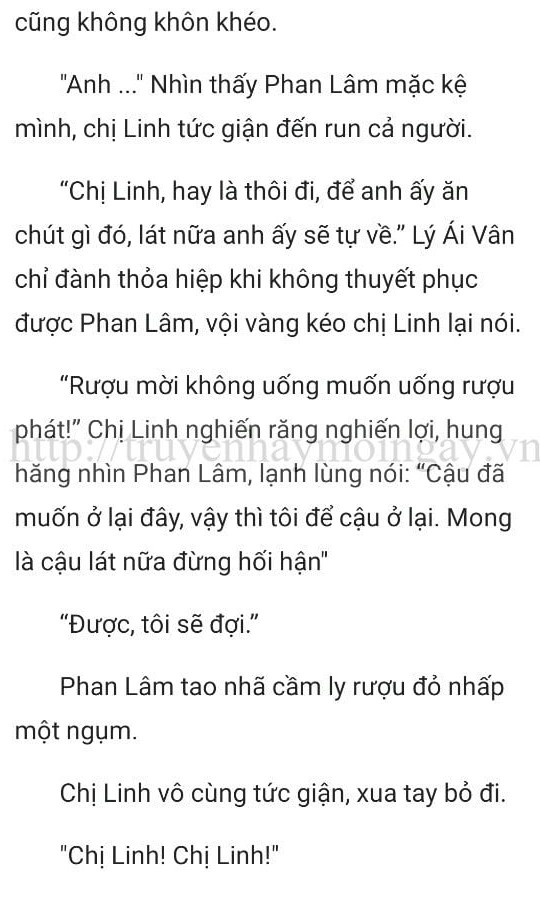 cũng không khôn khéo.
"Anh ..." Nhìn thấy Phan Lâm mặc kệ
mình, chị Linh tức giận đến run cả người.
“Chị Linh, hay là thôi đi, để anh ấy ăn
chút gì đó, lát nữa anh ấy sẽ tự về.” Lý Ái Vân
chỉ đành thỏa hiệp khi không thuyết phục
được Phan Lâm, vội vàng kéo chị Linh lại nói.
“Rượu mời không uống muốn uống rượu
phát!” Chị Linh nghiến răng nghiến lợi, hung
http://truyenhaymoingay.vn
hăng nhìn Phan Lâm, lạnh lùng nói: “Cậu đã
muốn ở lại đây, vậy thì tôi để cậu ở lại. Mong
là cậu lát nữa đừng hối hận"
“Được, tôi sẽ đợi.”
Phan Lâm tao nhã cầm ly rượu đỏ nhấp
một ngụm.
Chị Linh vô cùng tức giận, xua tay bỏ đi.
"Chị Linh! Chị Linh!"